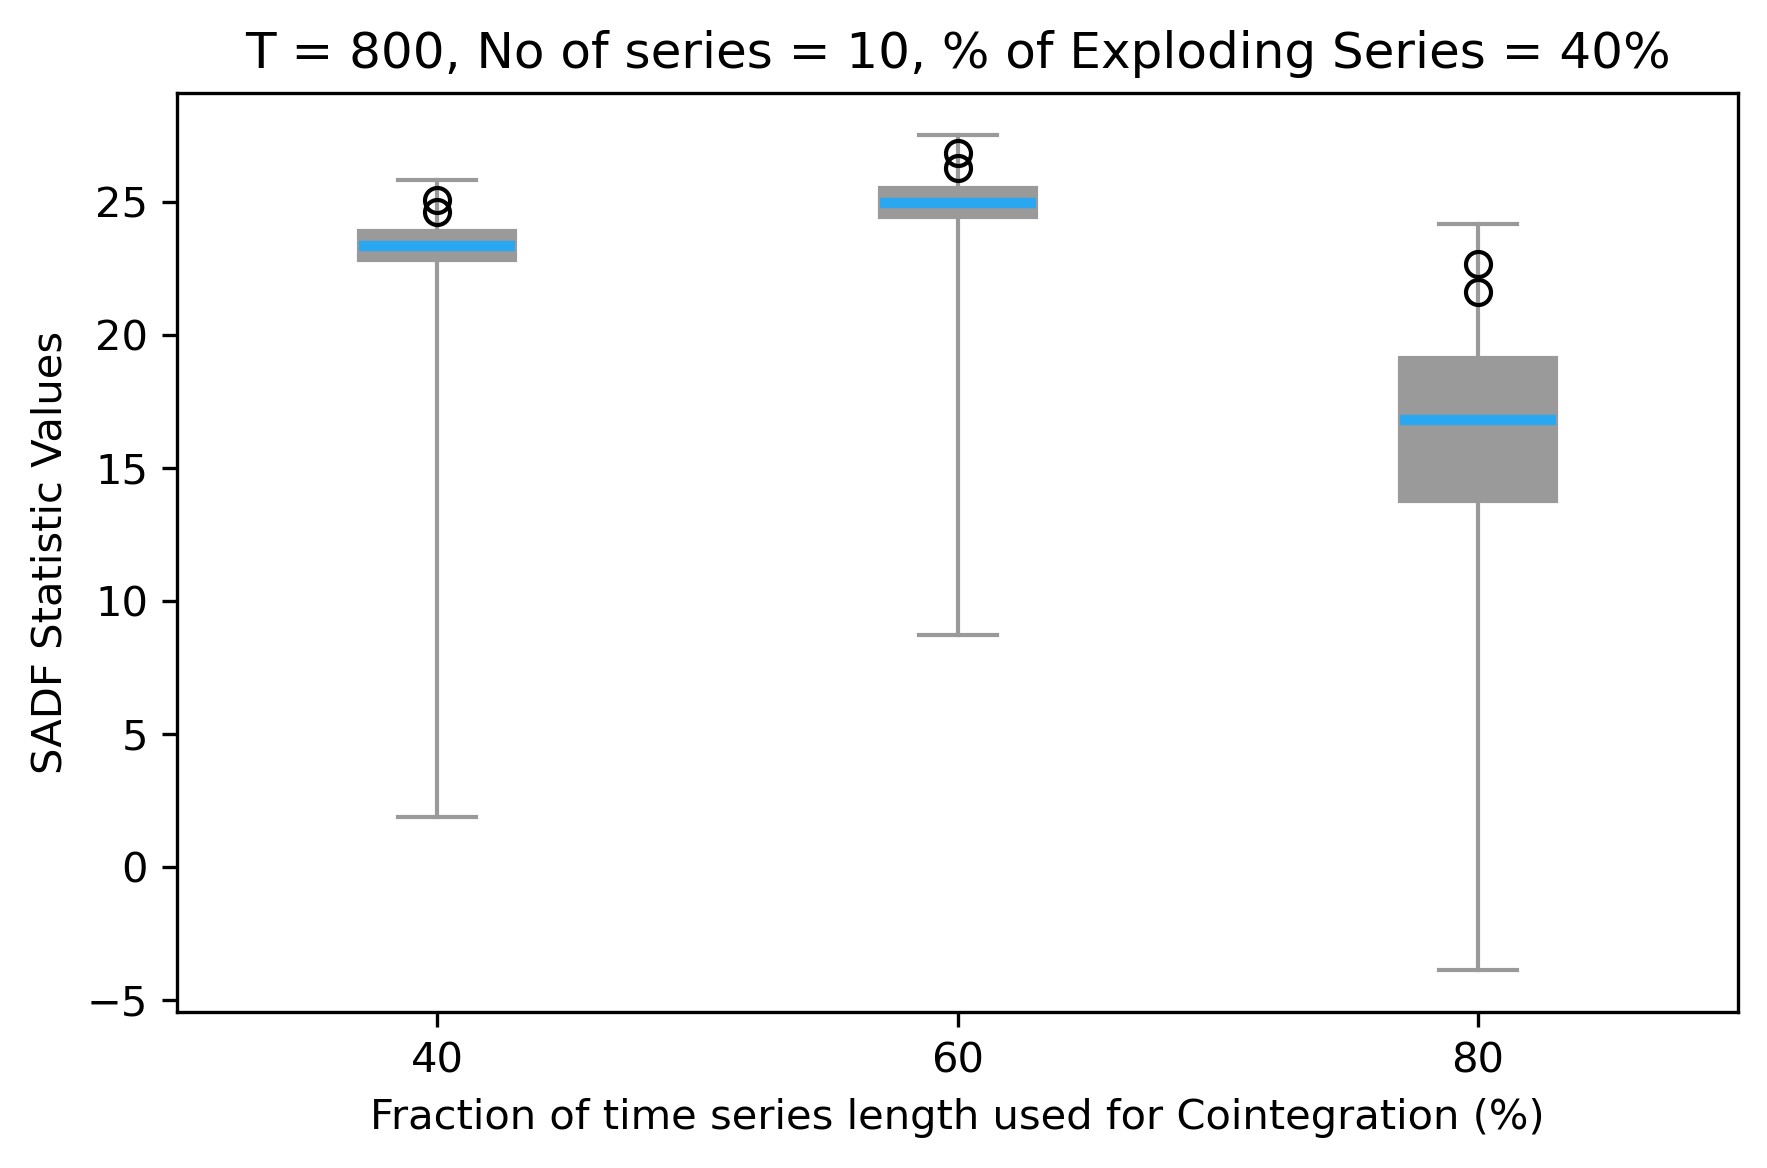 T = 800, No of series = 10, % of Exploding Series = 40%
SADF Statistic Values
25
20
15
10
5
0
−5
40 60 80
Fraction of time series length used for Cointegration (%)